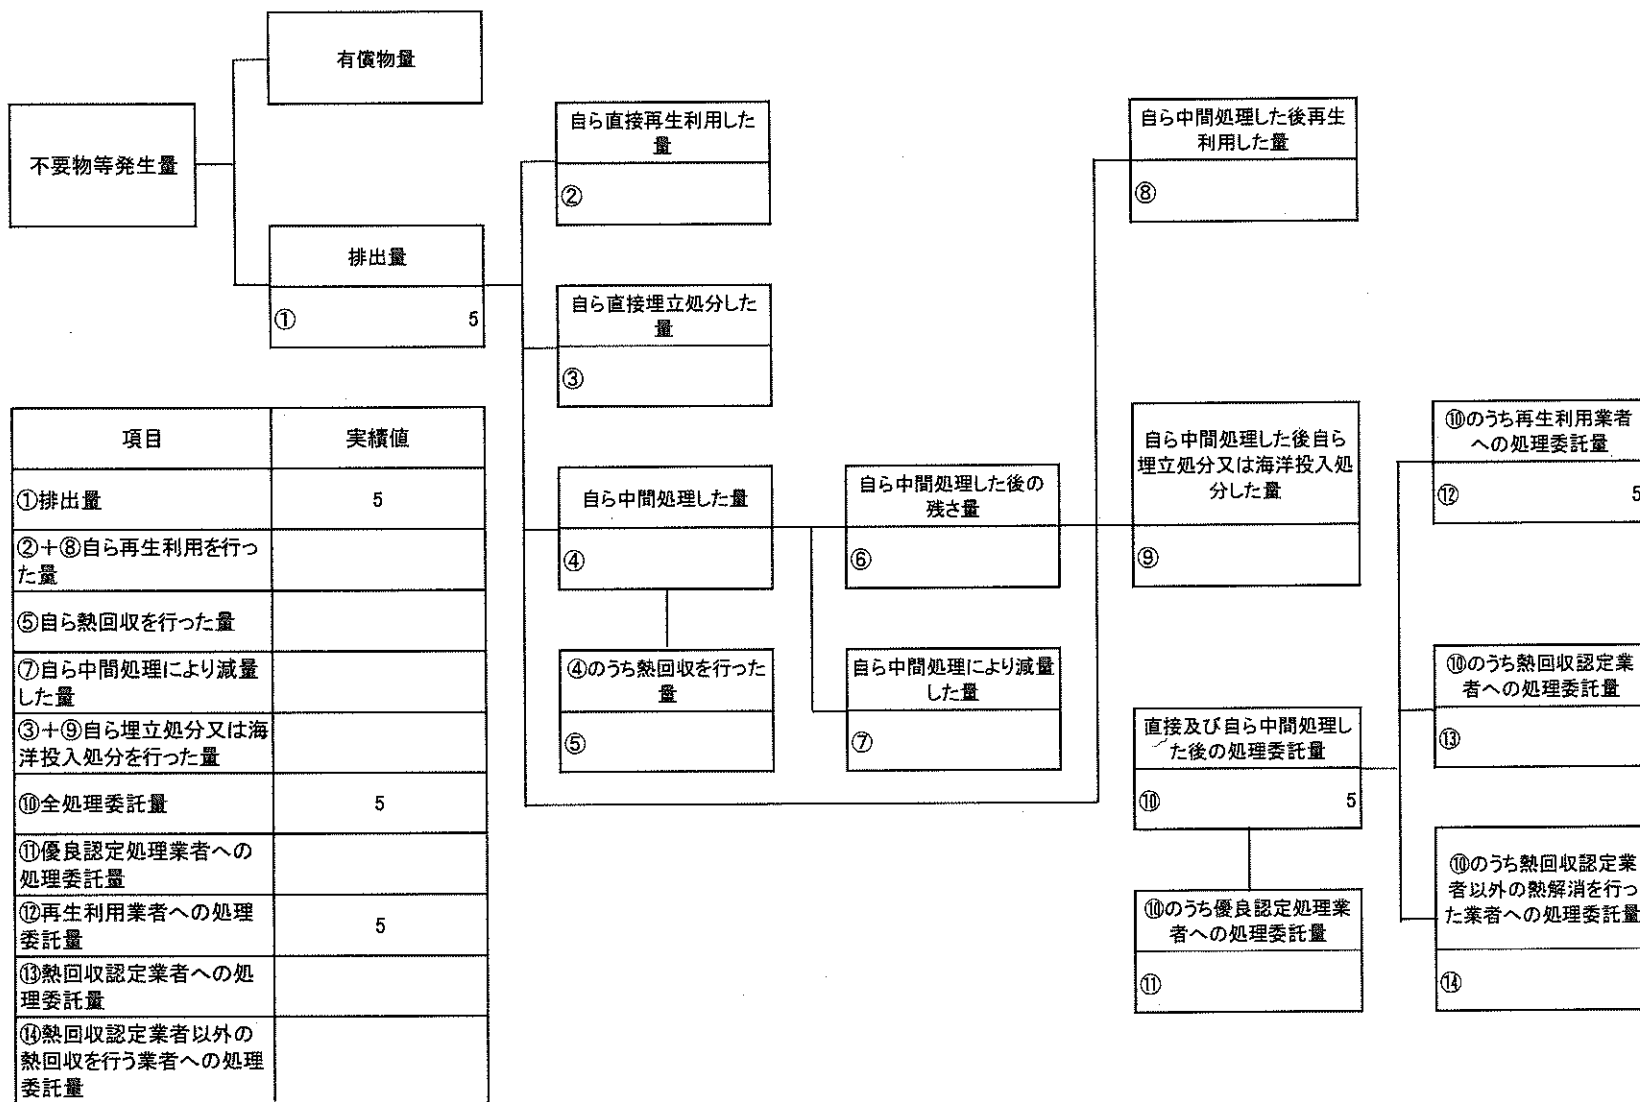 有償物量
不要物等発生量
排出量
① 5
自ら直接再生利用した
量
②
自ら直接埋立処分した
量
③
自ら中間処理した量
④
④のうち熱回収を行った
量
⑤
自ら中間処理した後の
残さ量
⑥
自ら中間処理により減量
した量
⑦
自ら中間処理した後再生
利用した量
⑧
自ら中間処理した後自ら
埋立処分又は海洋投入処
分した量
⑨
直接及び自ら中間処理し
た後の処理委託量
⑩ 5
⑩のうち優良認定処理業
者への処理委託量
⑪
⑩のうち再生利用業者
への処理委託量
⑫ 5
⑩のうち熱回収認定業
者への処理委託量
⑬
⑩のうち熱回収認定業
者以外の熱解消を行っ
た業者への処理委託量
⑭
項目 実績値
①排出量 5
②+⑧自ら再生利用を行っ
た量
⑤自ら熱回収を行った量
⑦自ら中間処理により減量
した量
③+⑨自ら埋立処分又は海
洋投入処分を行った量
⑩全処理委託量 5
⑪優良認定処理業者への
処理委託量
⑫再生利用業者への処理
委託量 5
⑬熱回収認定業者への処
理委託量
⑭熱回収認定業者以外の
熱回収を行う業者への処理
委託量